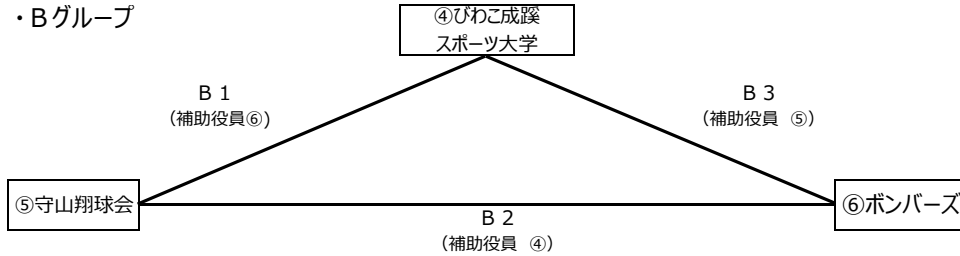 ・Bグループ
④びわこ成蹊
スポーツ大学
B 1
（補助役員⑥)
B 3
（補助役員 ⑤）
⑤守山翔球会
⑥ボンバーズ
B 2
（補助役員 ④）